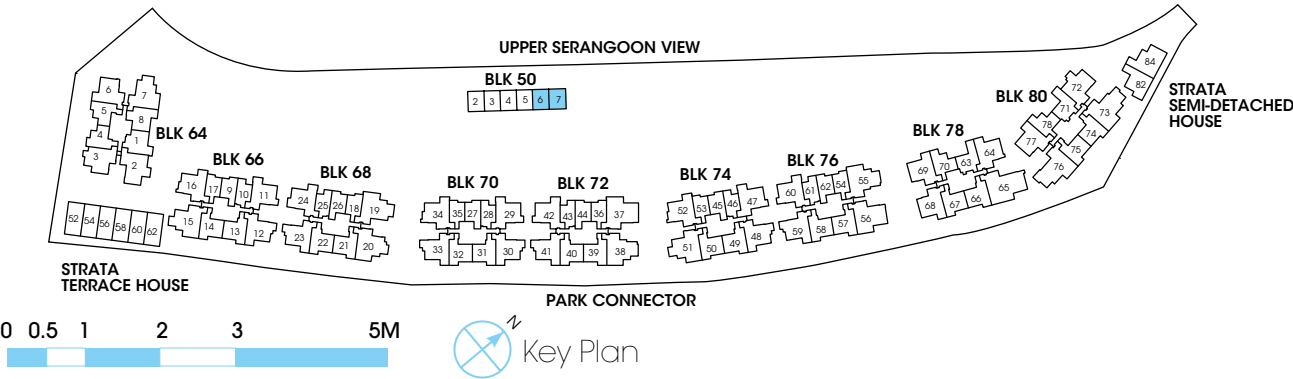 UPPER SERANGOON VIEW
BLK 50
2 3 4 5 6 7
BLK 64
6 7
5 8
4 1
3 2
BLK 66
16 17 9 10 11
15 14 13 12
BLK 68
24 25 26 18 19
23 22 21 20
BLK 70
34 35 27 28 29
33 32 31 30
BLK 72
42 43 44 36 37
41 40 39 38
BLK 74
52 53 45 46 47
51 50 49 48
BLK 76
60 61 62 54 55
59 58 57 56
BLK 78
69 70 63 64
68 67 66 65
BLK 80
72
71 73
78 74
77 75
76
84
82
STRATA
SEMI-DETACHED
HOUSE
52 54 56 58 60 62
STRATA
TERRACE HOUSE
PARK CONNECTOR
0 0.5 1 2 3 5M
N
Key Plan